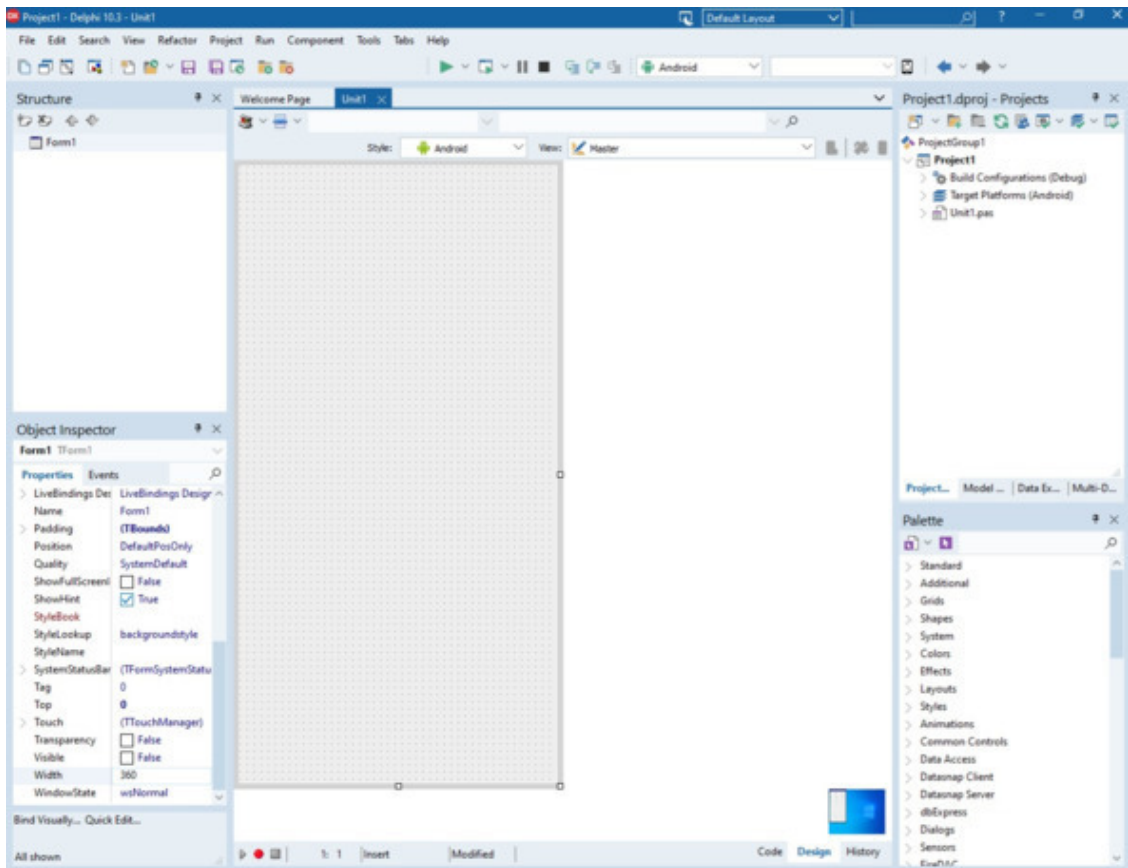 Project1 - Delphi 10.3 - Unit1
Default Layout
?
File Edit Search View Refactor Project Run Component Tools Tabs Help
Android
Structure
Form1
Welcome Page
Unit1
Style:
Android
View:
Master
Project1.dproj - Projects
ProjectGroup1
Project1
Build Configurations (Debug)
Target Platforms (Android)
Unit1.pas
Project...
Model ...
Data Ex...
Multi-D...
Object Inspector
Form1 TForm1
Properties Events
LiveBindings Des LiveBindings Design
Name Form1
Padding (TBounds)
Position DefaultPosOnly
Quality SystemDefault
ShowFullScreenI False
ShowHint True
StyleBook
StyleLookup backgroundstyle
StyleName
SystemStatusBar (TFormSystemStatu
Tag 0
Top 0
Touch (TTouchManager)
Transparency False
Visible False
Width 360
WindowState wsNormal
Bind Visually... Quick Edit...
All shown
1: 1
Insert
Modified
Code Design History
Palette
Standard
Additional
Grids
Shapes
System
Colors
Effects
Layouts
Styles
Animations
Common Controls
Data Access
Datasnap Client
Datasnap Server
dbExpress
Dialogs
Sensors
FireDAC